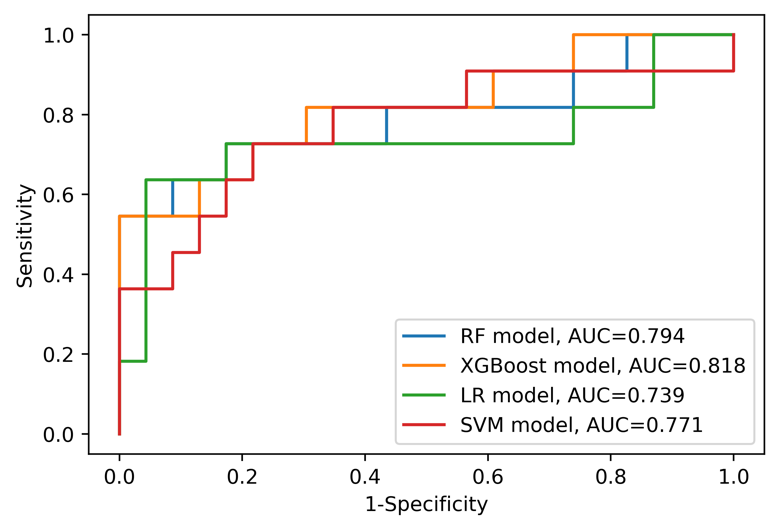 1.0
0.8
0.6
0.4
0.2
0.0
Sensitivity
RF model, AUC=0.794
XGBoost model, AUC=0.818
LR model, AUC=0.739
SVM model, AUC=0.771
0.0 0.2 0.4 0.6 0.8 1.0
1-Specificity